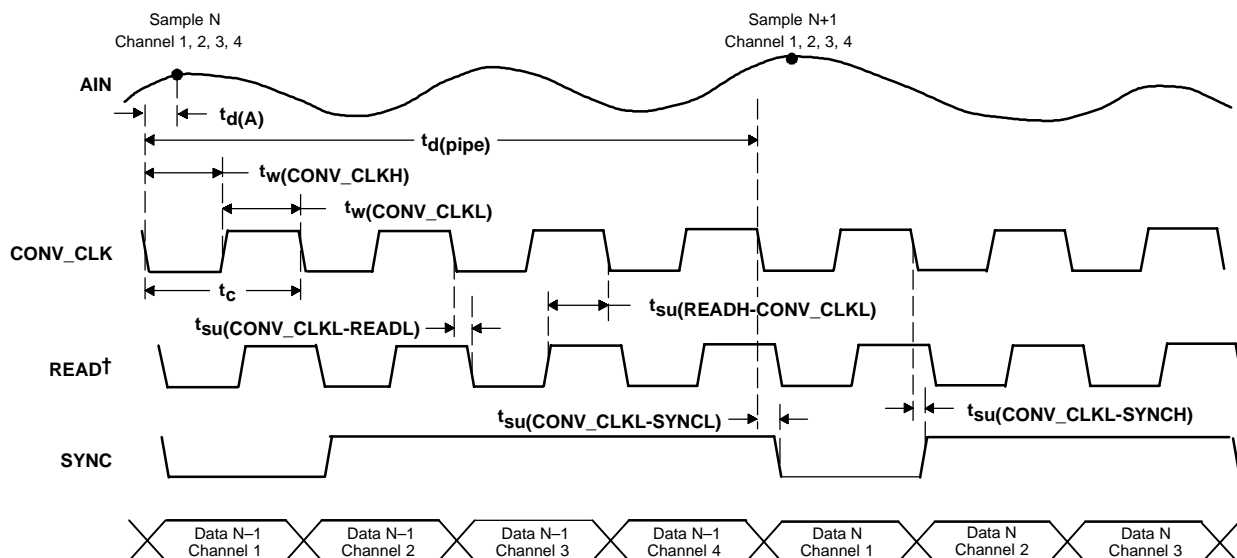 Sample N
Channel 1, 2, 3, 4
Sample N+1
Channel 1, 2, 3, 4
AIN
td(A)
td(pipe)
tw(CONV_CLKH)
tw(CONV_CLKL)
CONV_CLK
tc
tsu(CONV_CLKL-READL)
tsu(READH-CONV_CLKL)
READ†
tsu(CONV_CLKL-SYNCL)
tsu(CONV_CLKL-SYNCH)
SYNC
Data N–1
Channel 1
Data N–1
Channel 2
Data N–1
Channel 3
Data N–1
Channel 4
Data N
Channel 1
Data N
Channel 2
Data N
Channel 3